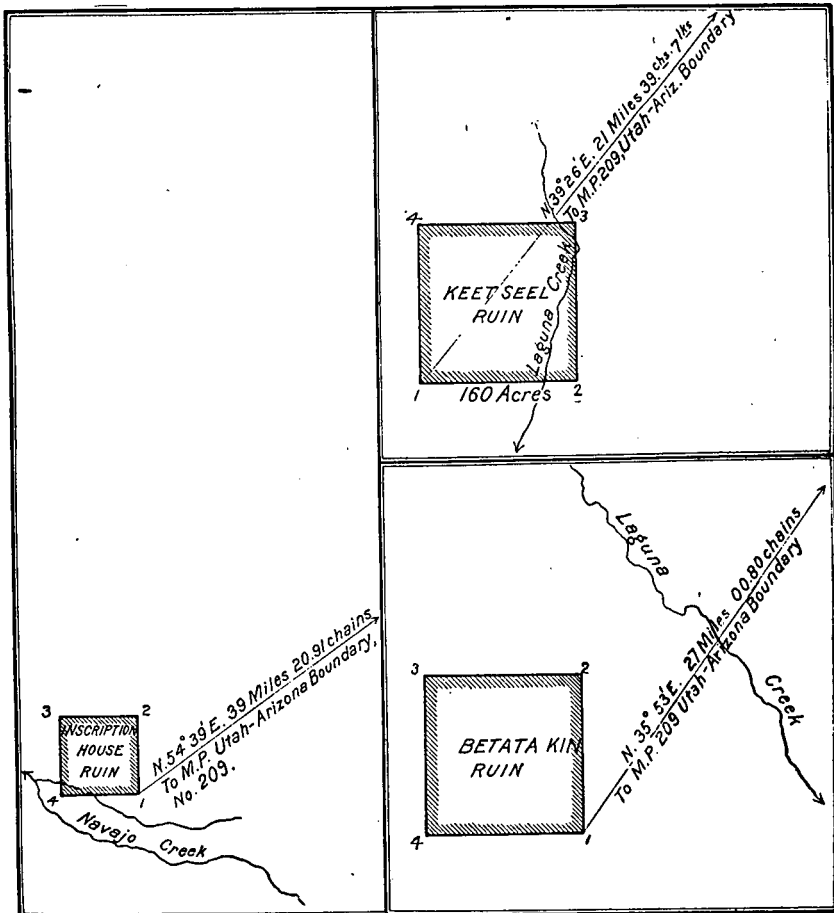 N. 54° 39' E. 39 Miles 20.91 chains
To M.P. Utah-Arizona Boundary,
No. 209.
3
2
INSCRIPTION
HOUSE
RUIN
4
1
Navajo Creek
N. 39° 26' E. 21 Miles 39. chs. 7 lks
To M.P. 209, Utah-Ariz. Boundary
4
3
KEET SEEL
RUIN
Laguna Creek
1
160 Acres
2
Laguna Creek
N. 35° 53' E. 27 Miles 00.80 chains
To M.P. 209 Utah-Arizona Boundary
3
2
BETATA KIN
RUIN
4
1